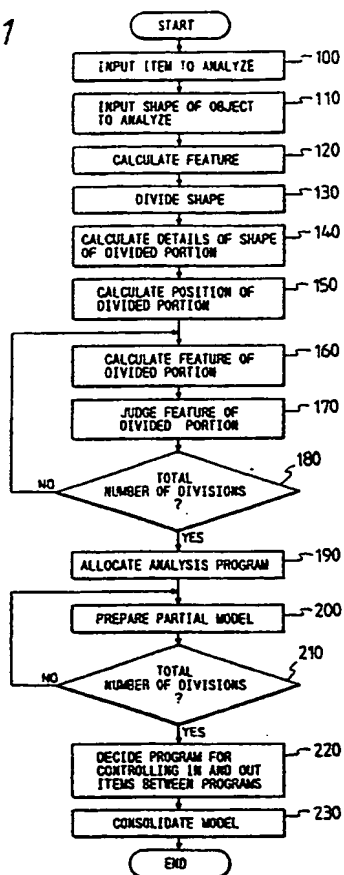 1
START
INPUT ITEM TO ANALYZE
100
INPUT SHAPE OF OBJECT
TO ANALYZE
110
CALCULATE FEATURE
120
DIVIDE SHAPE
130
CALCULATE DETAILS OF SHAPE
OF DIVIDED PORTION
140
CALCULATE POSITION OF
DIVIDED PORTION
150
CALCULATE FEATURE OF
DIVIDED PORTION
160
JUDGE FEATURE OF
DIVIDED PORTION
170
TOTAL
NUMBER OF DIVISIONS
?
180
NO
YES
ALLOCATE ANALYSIS PROGRAM
190
PREPARE PARTIAL MODEL
200
TOTAL
NUMBER OF DIVISIONS
?
210
NO
YES
DECIDE PROGRAM FOR
CONTROLLING IN AND OUT
ITEMS BETWEEN PROGRAMS
220
CONSOLIDATE MODEL
230
END